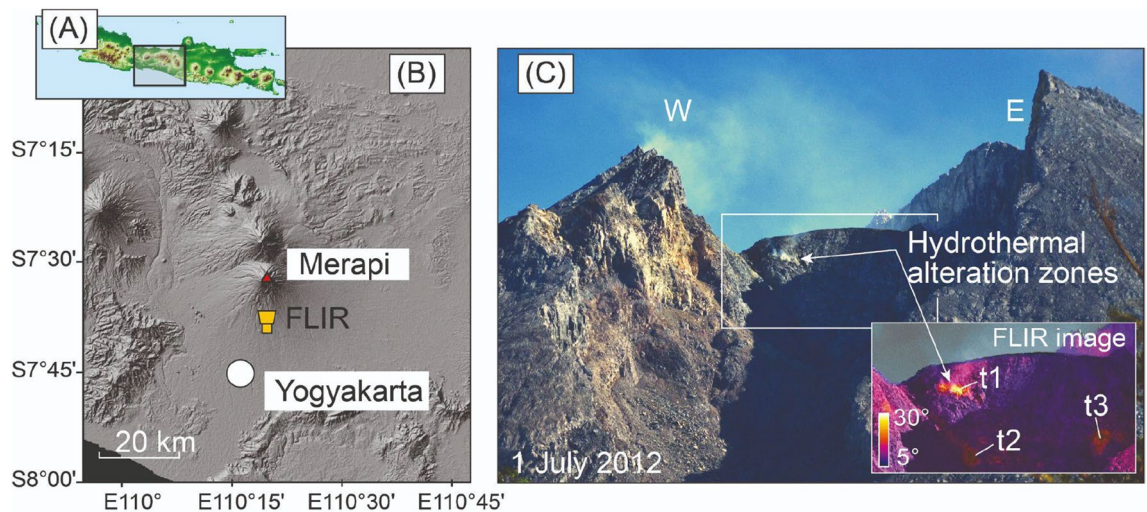 (A)
(B)
S7°15'
S7°30'
S7°45'
S8°00'
Merapi
FLIR
Yogyakarta
20 km
E110°
E110°15'
E110°30'
E110°45'
(C)
W
E
Hydrothermal
alteration zones
FLIR image
t1
t2
t3
30°
5°
1 July 2012